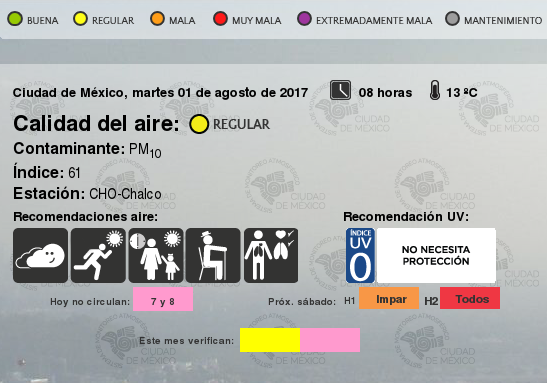 BUENA REGULAR MALA MUY MALA EXTREMADAMENTE MALA MANTENIMIENTO
Ciudad de México, martes 01 de agosto de 2017 08 horas 13 ºC
Calidad del aire: REGULAR
Contaminante: PM10
Índice: 61
Estación: CHO-Chalco
Recomendaciones aire: Recomendación UV:
ÍNDICE
UV
0
NO NECESITA
PROTECCIÓN
Hoy no circulan: 7 y 8 Próx. sábado: H1 Impar H2 Todos
Este mes verifican:
CIUDAD
DE MÉXICO